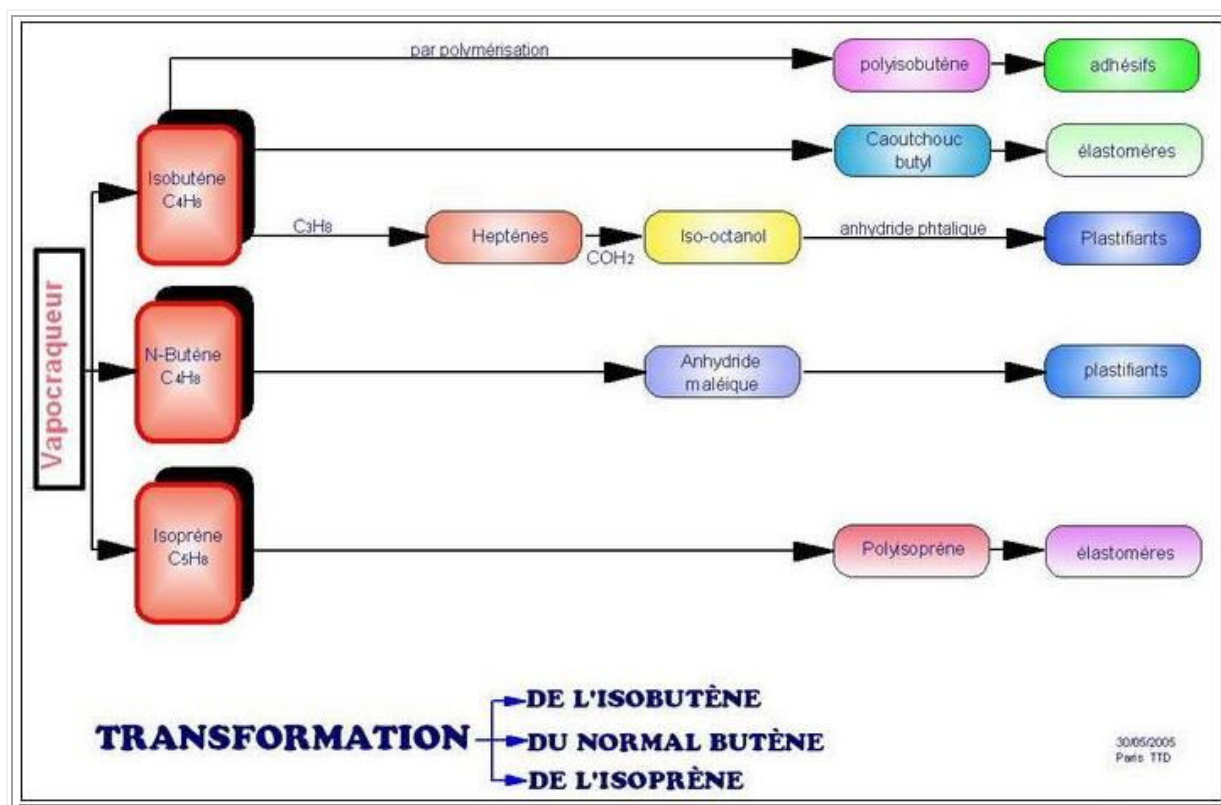 par polymérisation
polyisobutène
adhésifs
Isobutène
C4H8
Caoutchouc
butyl
élastomères
C3H8
Heptènes
COH2
Iso-octanol
anhydride phtalique
Plastifiants
Vapocraqueur
N-Butène
C4H8
Anhydride
maléique
plastifiants
Isoprène
C5H8
Polyisoprène
élastomères
TRANSFORMATION
DE L'ISOBUTÈNE
DU NORMAL BUTÈNE
DE L'ISOPRÈNE
30/05/2005
Paris TTD